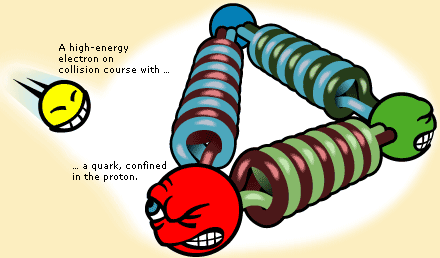 A high-energy
electron on
collision course with ...
... a quark, confined
in the proton.